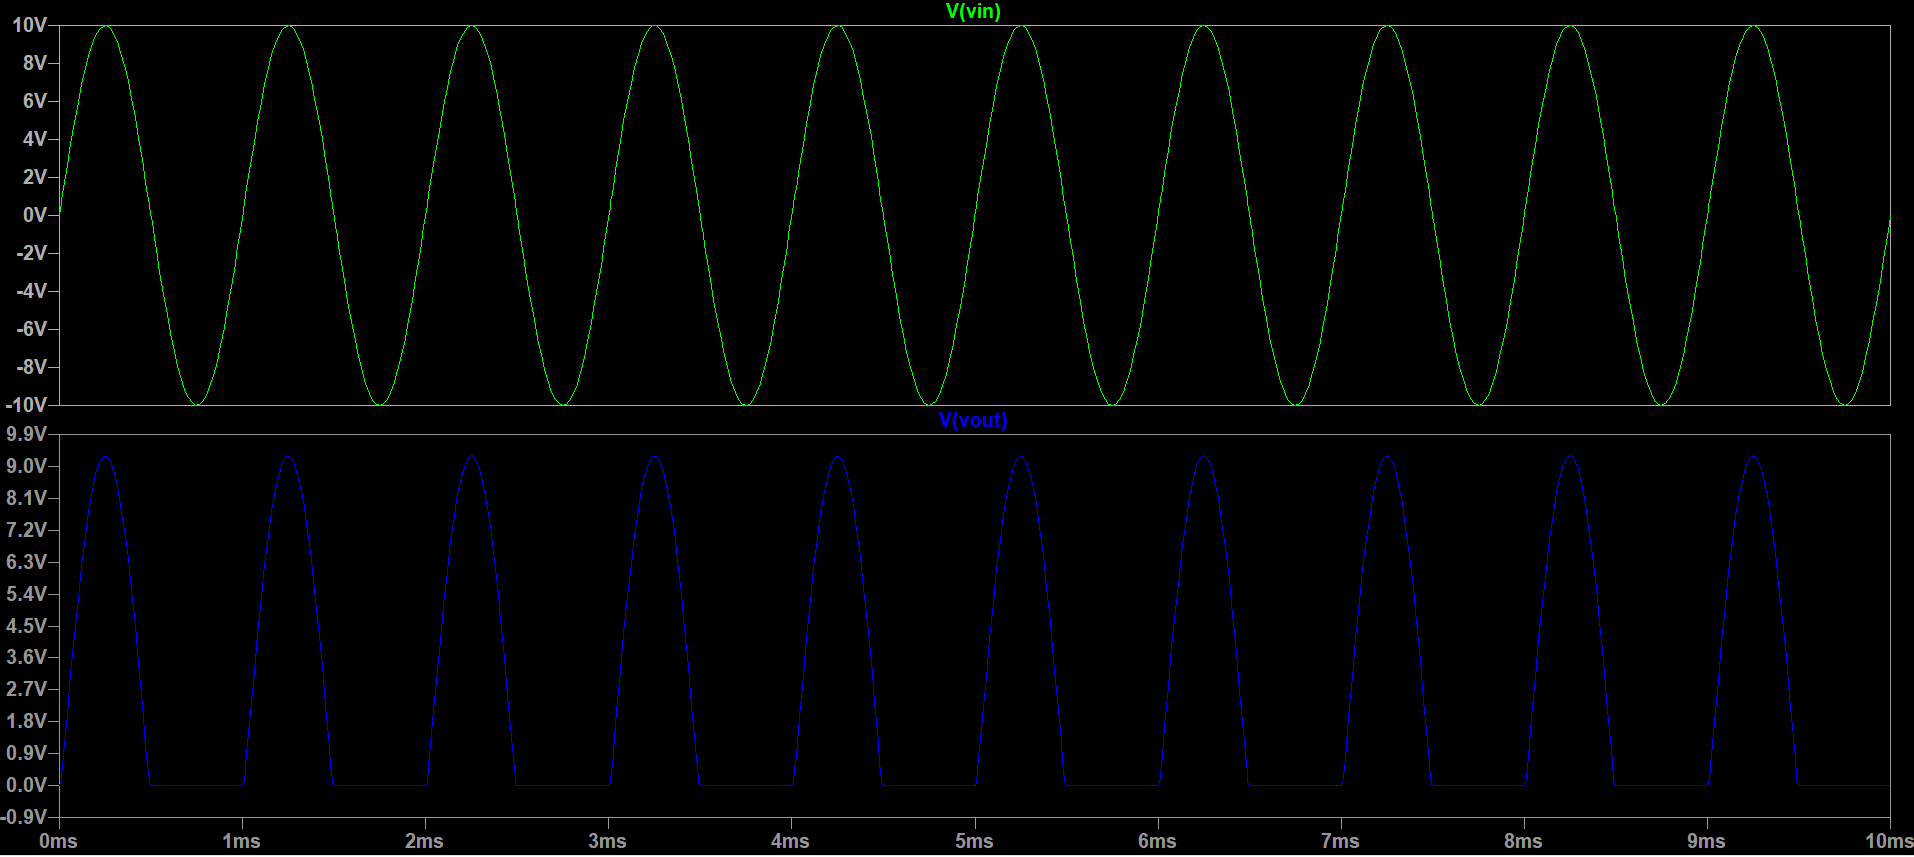 V(vin)
10V
8V
6V
4V
2V
0V
-2V
-4V
-6V
-8V
-10V
V(vout)
9.9V
9.0V
8.1V
7.2V
6.3V
5.4V
4.5V
3.6V
2.7V
1.8V
0.9V
0.0V
-0.9V
0ms 1ms 2ms 3ms 4ms 5ms 6ms 7ms 8ms 9ms 10ms